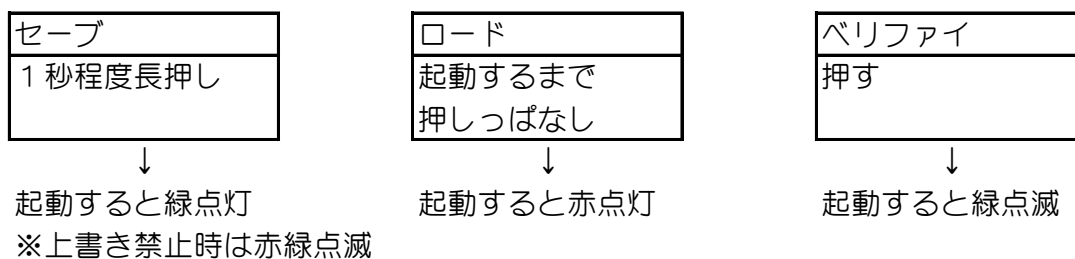 セーブ
１秒程度長押し
↓
起動すると緑点灯
※上書き禁止時は赤緑点滅
ロード
起動するまで
押しっぱなし
↓
起動すると赤点灯
ベリファイ
押す
↓
起動すると緑点滅